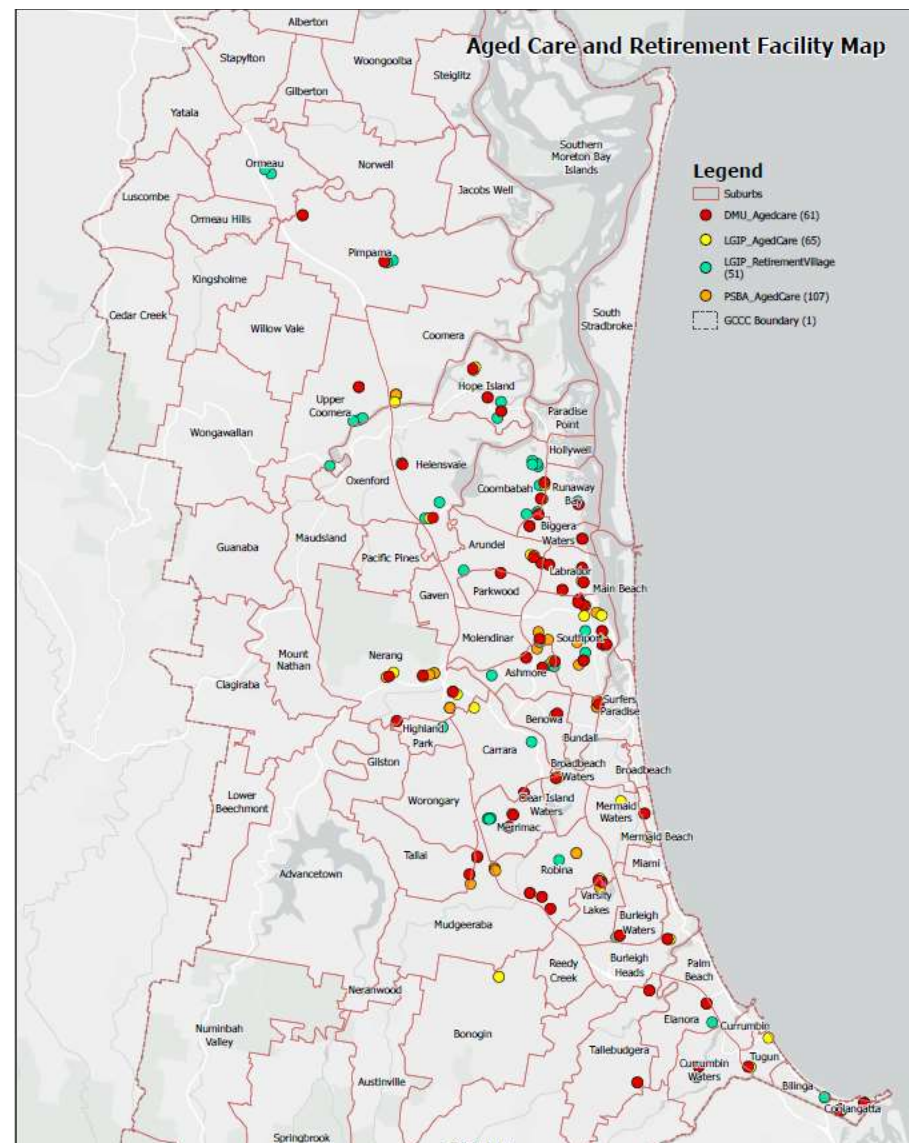 Aged Care and Retirement Facility Map
Legend
Suburbs
DMU_Agedcare (61)
LGIP_AgedCare (65)
LGIP_RetirementVillage
(51)
PSBA_AgedCare (107)
GCCC Boundary (1)
Alberton
Stapylton
Woongoolba
Steiglitz
Gilberton
Yatala
Southern
Moreton Bay
Islands
Ormeau
Norwell
Jacobs Well
Luscombe
Ormeau Hills
Pimpama
Kingsholme
Cedar Creek
South
Stradbroke
Willow Vale
Coomera
Hope Island
Upper
Coomera
Paradise
Point
Wongawallan
Hollywell
Oxenford
Helensvale
Coombabah
Runaway
Bay
Biggera
Waters
Maudsland
Guanaba
Pacific Pines
Arundel
Labrador
Main Beach
Gaven
Parkwood
Molendinar
Southport
Mount
Nathan
Nerang
Ashmore
Clagiraba
Surfers
Paradise
Benowa
Highland
Park
Bundall
Carrara
Gilston
Broadbeach
Waters
Broadbeach
Lower
Beechmont
Worongary
Clear Island
Waters
Mermaid
Waters
Merrimac
Mermaid Beach
Tallai
Miami
Advancetown
Robina
Varsity
Lakes
Mudgeeraba
Burleigh
Waters
Reedy
Creek
Burleigh
Heads
Palm
Beach
Neranwood
Elanora
Currumbin
Numinbah
Valley
Bonogin
Tallebudgera
Tugun
Currumbin
Waters
Austinville
Bilinga
Coolangatta
Springbrook